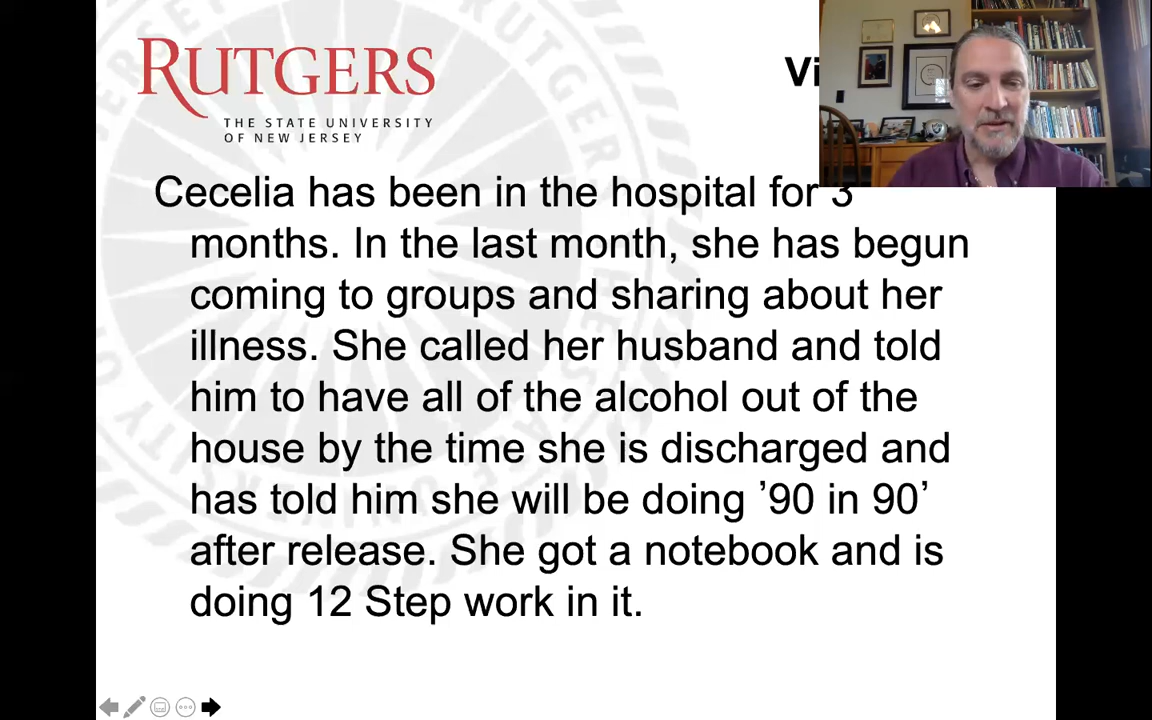 RUTGERS
THE STATE UNIVERSITY
OF NEW JERSEY
Vi
Cecelia has been in the hospital for 3
months. In the last month, she has begun
coming to groups and sharing about her
illness. She called her husband and told
him to have all of the alcohol out of the
house by the time she is discharged and
has told him she will be doing ’90 in 90’
after release. She got a notebook and is
doing 12 Step work in it.